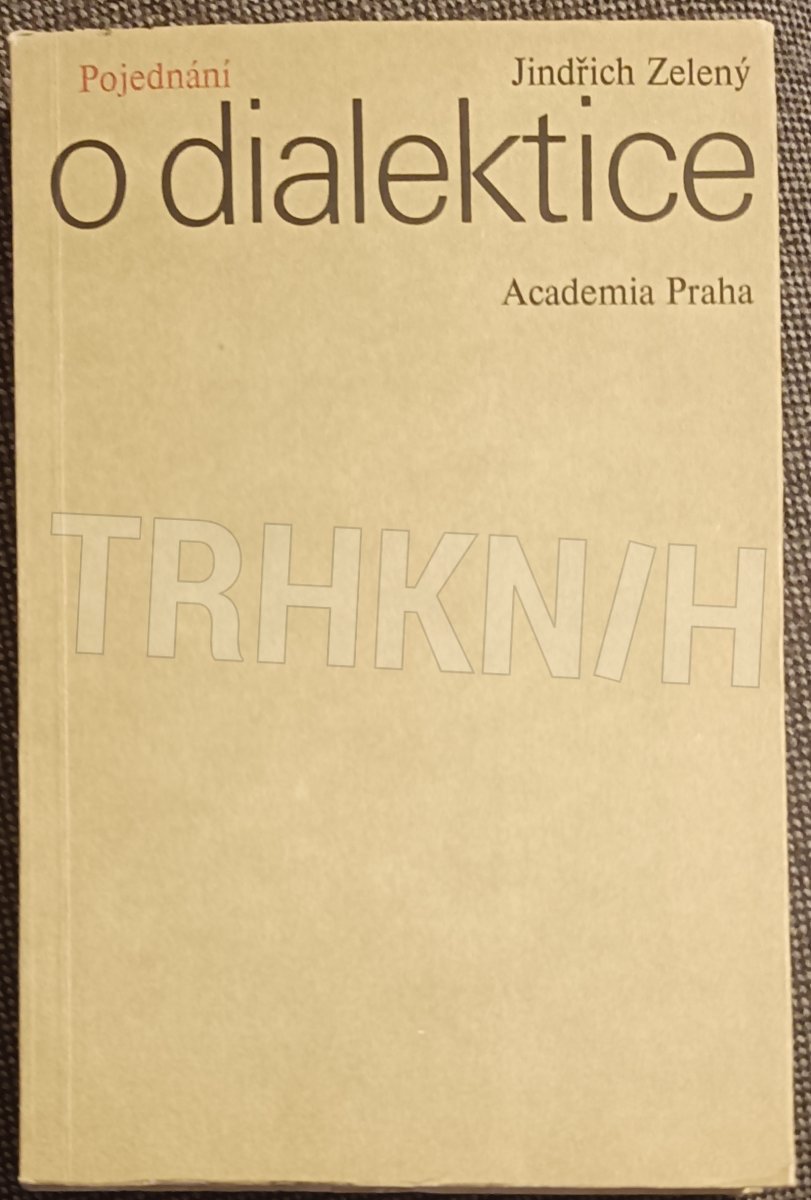 Pojednání
Jindřich Zelený
o dialektice
Academia Praha
TRHKN/H